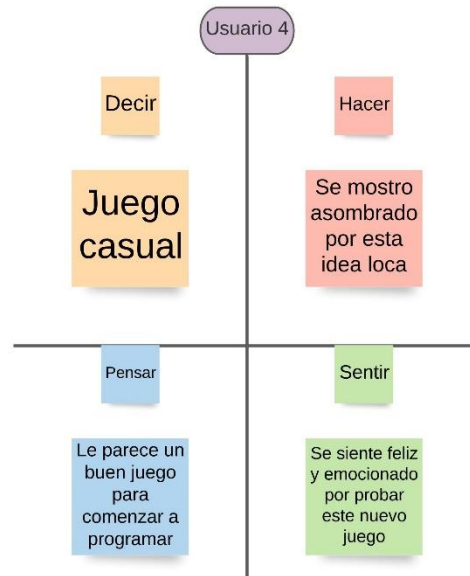 Usuario 4
Decir
Hacer
Juego
casual
Se mostro
asombrado
por esta
idea loca
Pensar
Sentir
Le parece un
buen juego
para
comenzar a
programar
Se siente feliz
y emocionado
por probar
este nuevo
juego